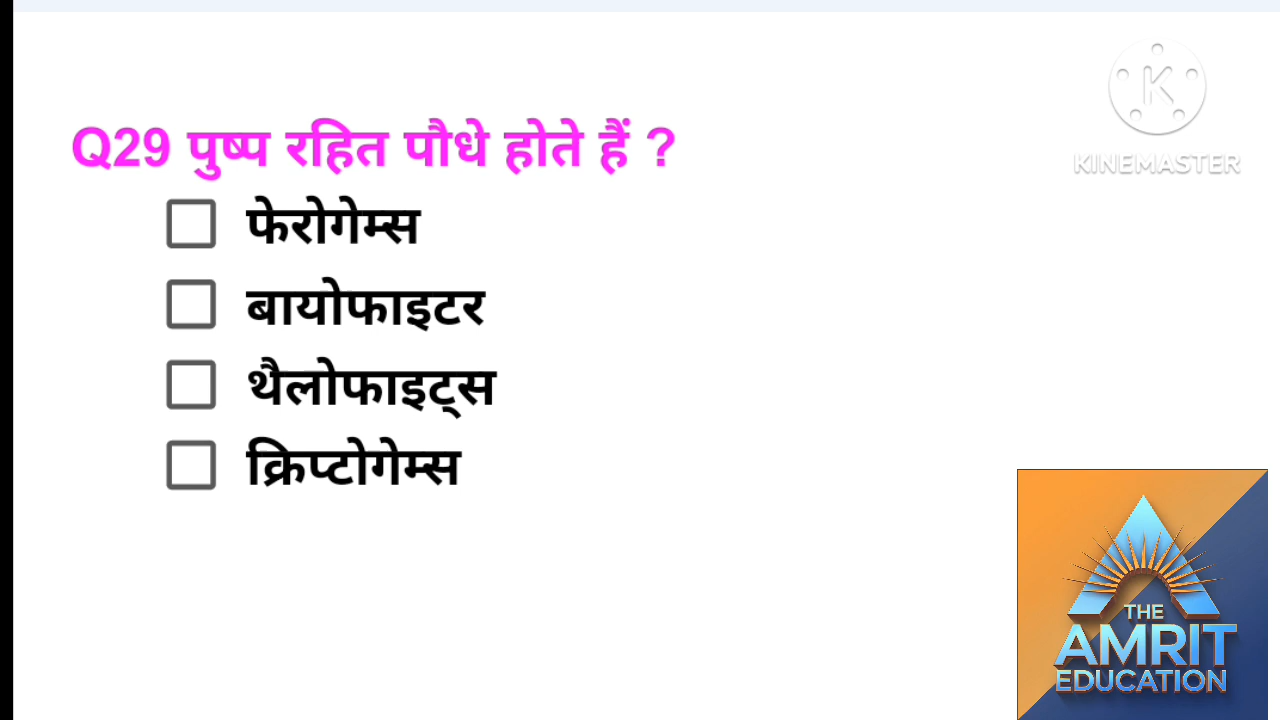 Q29 पुष्प रहित पौधे होते हैं ?
फेरोगेम्स
बायोफाइटर
थैलोफाइट्स
क्रिप्टोगेम्स
K
KINEMASTER
THE
AMRIT
EDUCATION